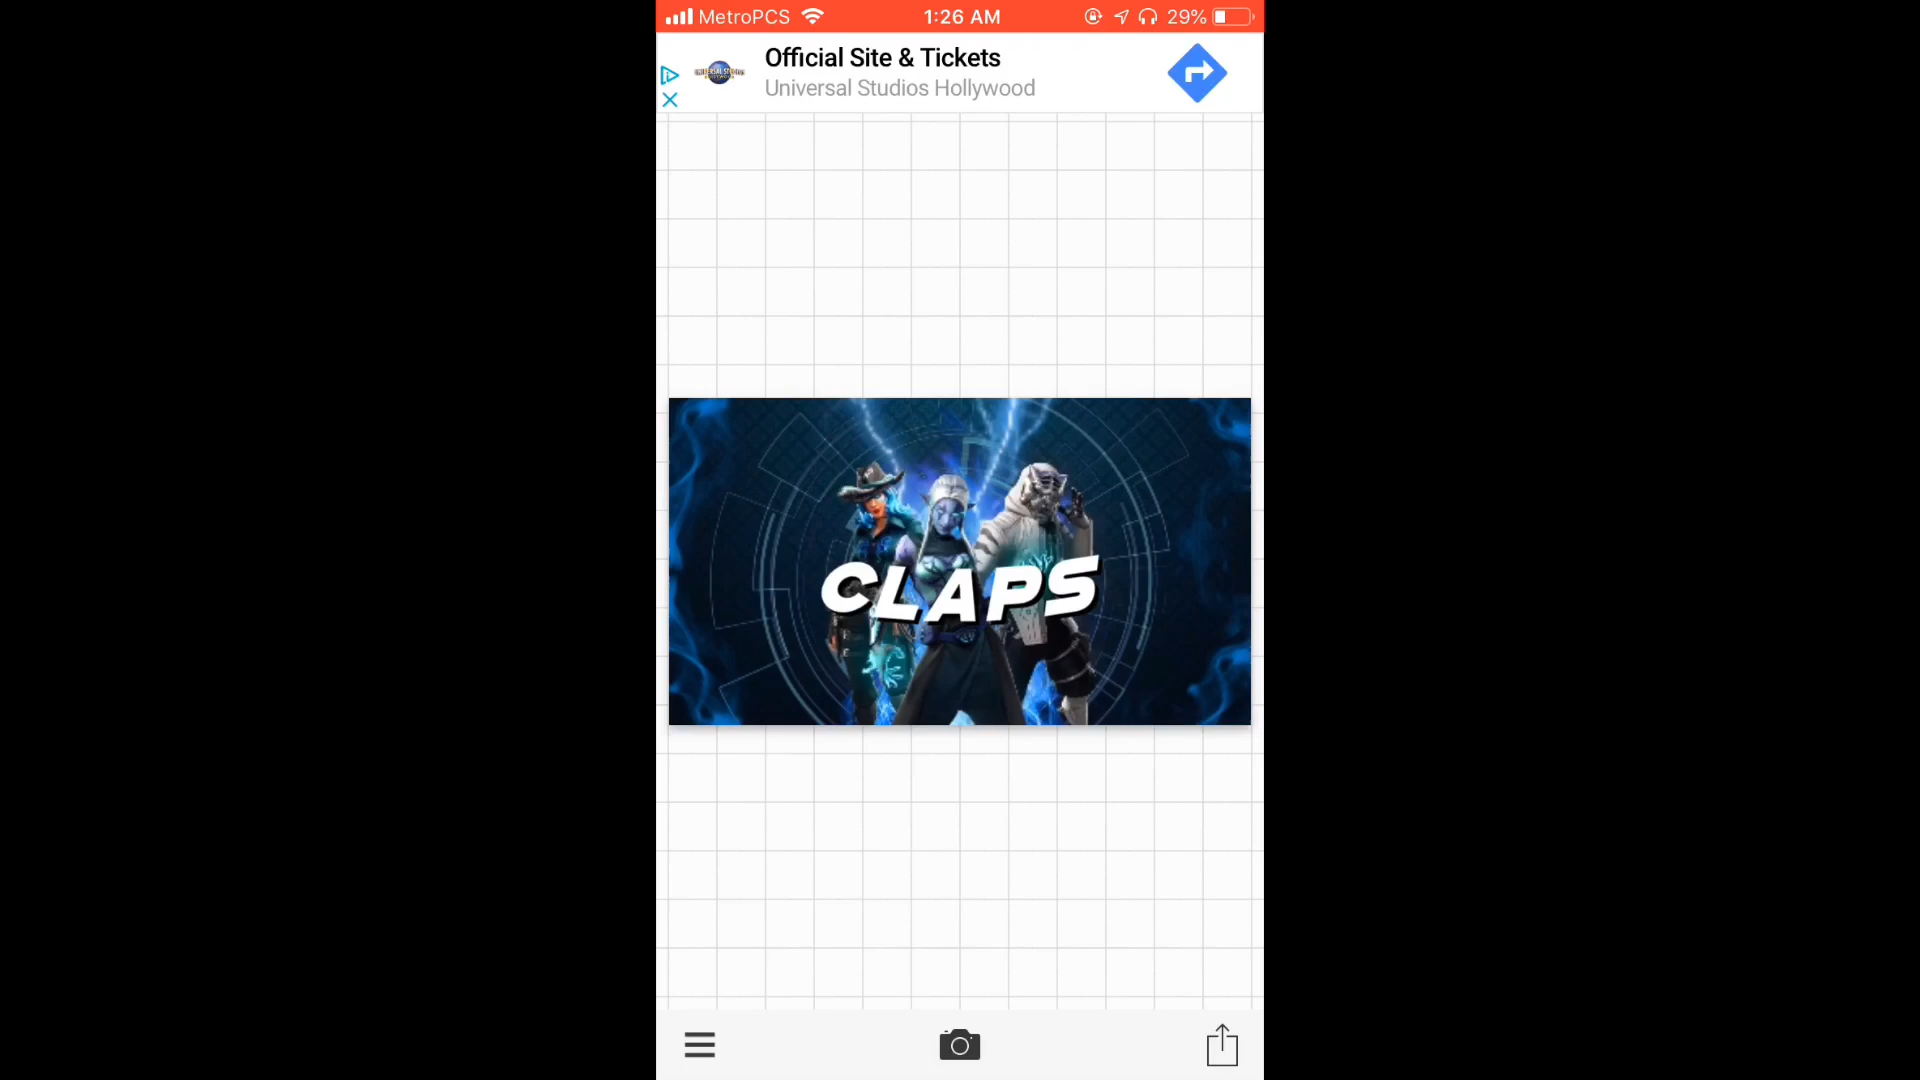 MetroPCS 1:26 AM 29%
Official Site & Tickets
Universal Studios Hollywood
CLAPS